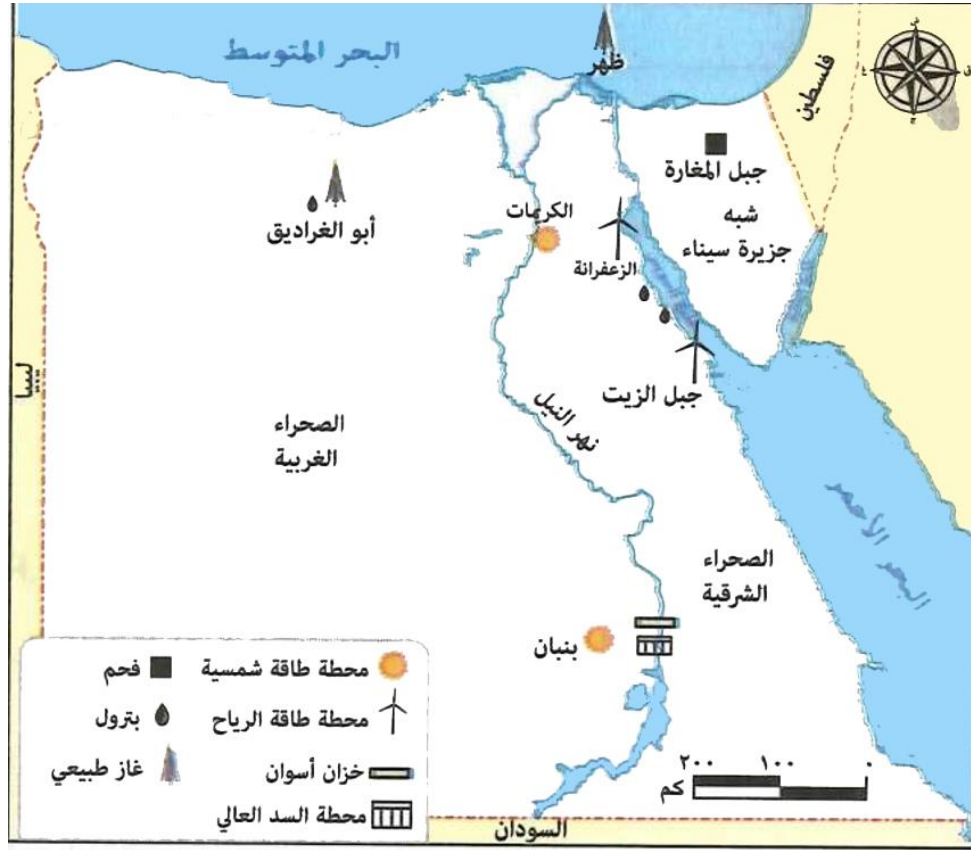 البحر المتوسط
ظهر
فلسطين
جبل المغارة
شبه
جزيرة سيناء
أبو الغراديق
الكريمات
الزعفرانة
جبل الزيت
ليبيا
الصحراء
الغربية
نهر النيل
البحر الأحمر
الصحراء
الشرقية
بنبان
محطة طاقة شمسية
فحم
محطة طاقة الرياح
بترول
خزان أسوان
غاز طبيعي
محطة السد العالي
٢٠٠ ١٠٠ ٠
كم
السودان